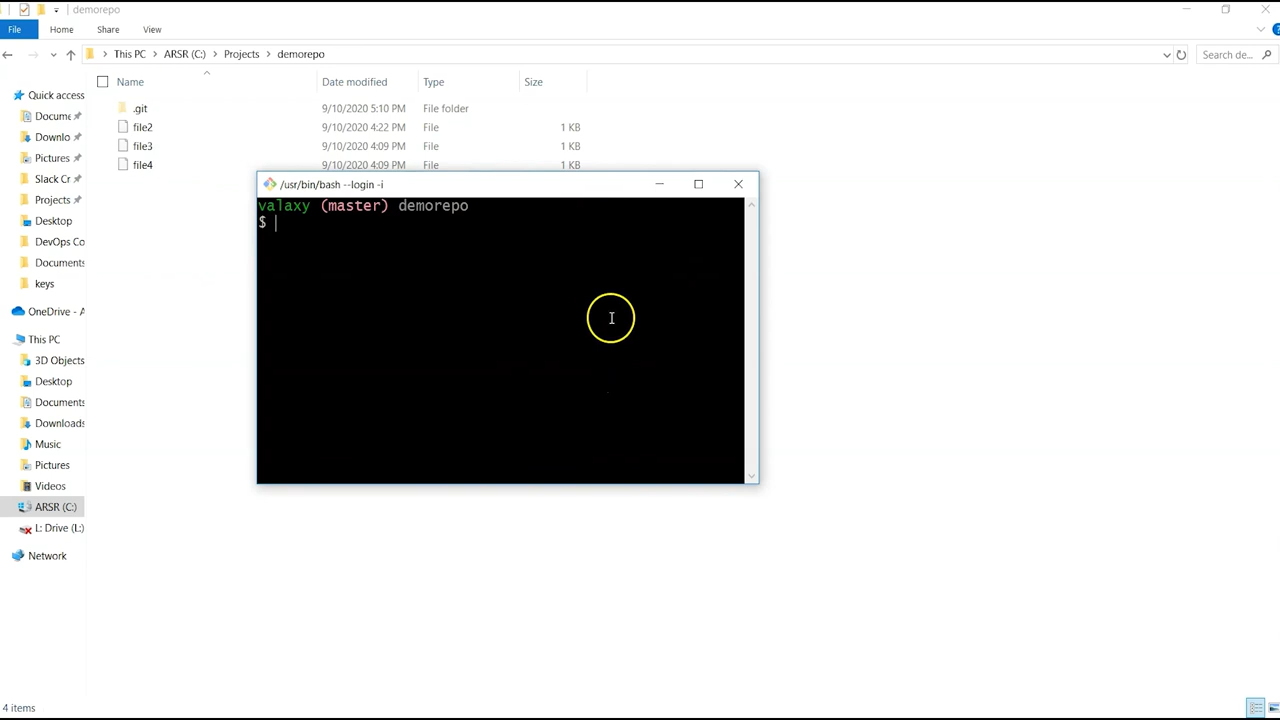 demorepo
File Home Share View
This PC > ARSR (C:) > Projects > demorepo
Search de...
Name Date modified Type Size
.git 9/10/2020 5:10 PM File folder
file2 9/10/2020 4:22 PM File 1 KB
file3 9/10/2020 4:09 PM File 1 KB
file4 9/10/2020 4:09 PM File 1 KB
Quick access
Docume
Downlo
Pictures
Slack Cr
Projects
Desktop
DevOps Co
Documents
keys
OneDrive - A
This PC
3D Objects
Desktop
Documents
Downloads
Music
Pictures
Videos
ARSR (C:)
L: Drive (L:)
Network
/usr/bin/bash --login -i
valaxy (master) demorepo
$
4 items